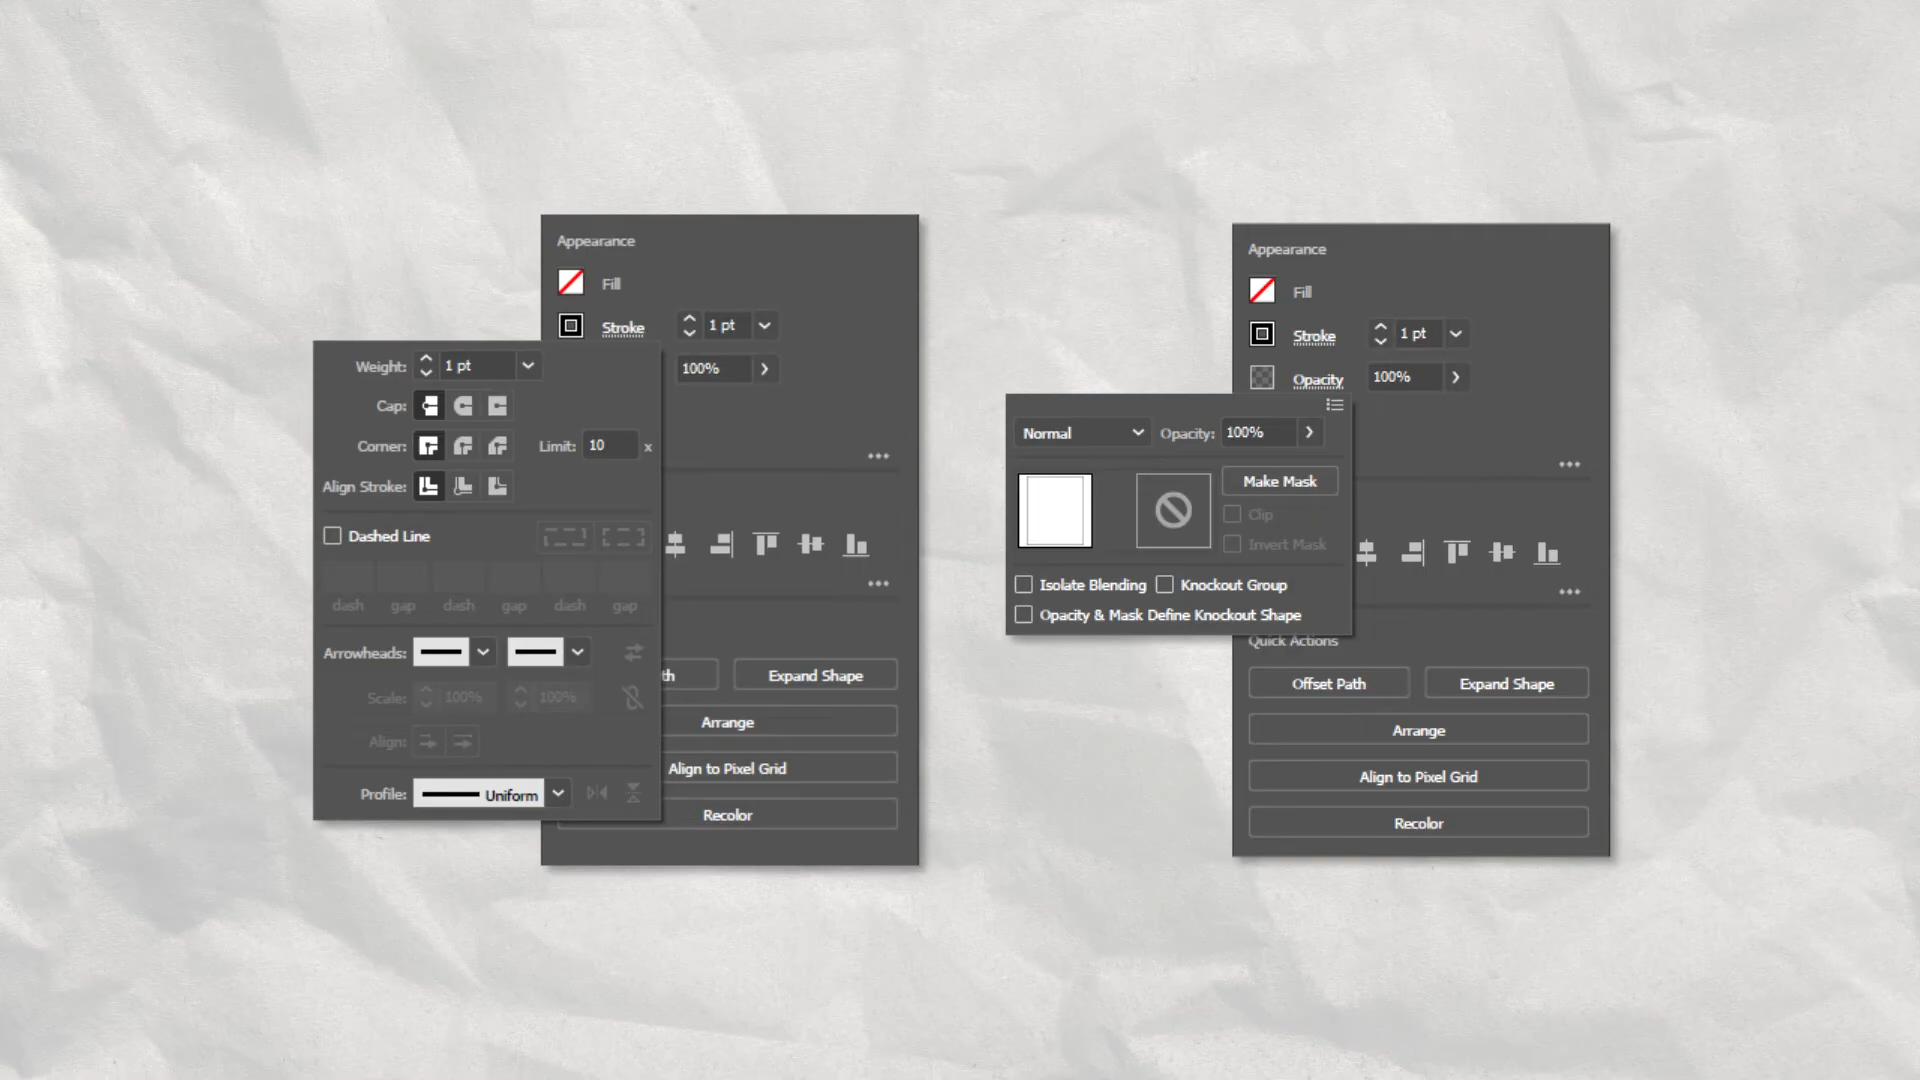 Appearance
Fill
Stroke 1 pt
100%
Weight: 1 pt
Cap:
Corner: Limit: 10 x
Align Stroke:
Dashed Line
dash gap dash gap dash gap
Arrowheads:
Scale: 100% 100%
Align:
Profile: Uniform
th Expand Shape
Arrange
Align to Pixel Grid
Recolor
Appearance
Fill
Stroke 1 pt
Opacity 100%
Normal Opacity: 100%
Make Mask
Clip
Invert Mask
Isolate Blending Knockout Group
Opacity & Mask Define Knockout Shape
Quick Actions
Offset Path Expand Shape
Arrange
Align to Pixel Grid
Recolor